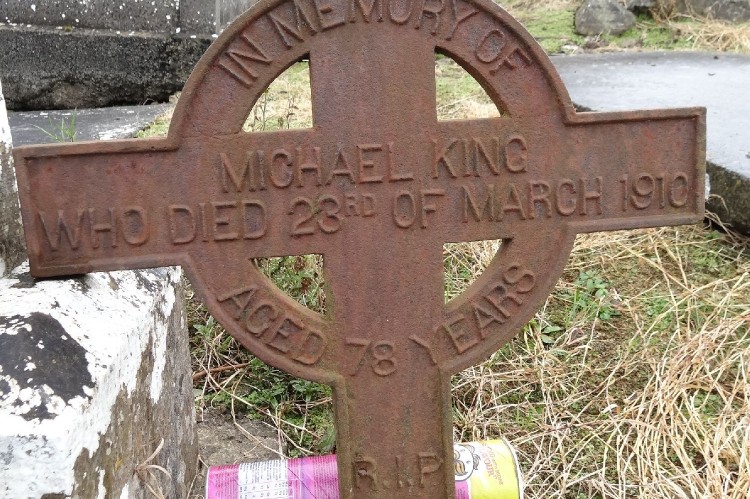 IN MEMORY OF
MICHAEL KING
WHO DIED 23RD OF MARCH 1910
AGED 78 YEARS
R.I.P